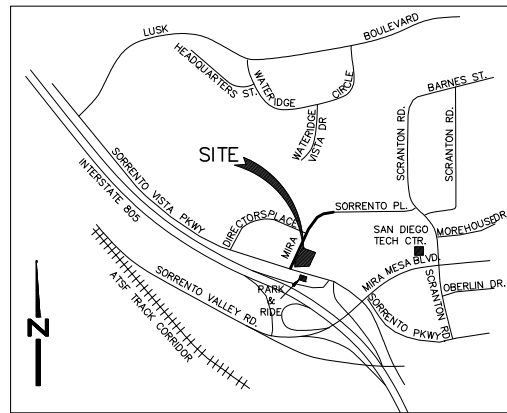 LUSK
BOULEVARD
HEADQUARTERS ST.
WATERIDGE
CIRCLE
BARNES ST.
WATERIDGE
VISTA DR
SCRANTON RD.
SCRANTON RD.
SITE
SORRENTO VISTA PKWY
INTERSTATE 805
SORRENTO PL.
DIRECTORS PLACE
MIRA
SAN DIEGO
TECH CTR.
MOREHOUSE DR.
MIRA MESA BLVD.
ATSF TRACK
CORRIDOR
SORRENTO VALLEY RD.
PARK
&
RIDE
SORRENTO PKWY
SCRANTON RD
OBERLIN DR.
N